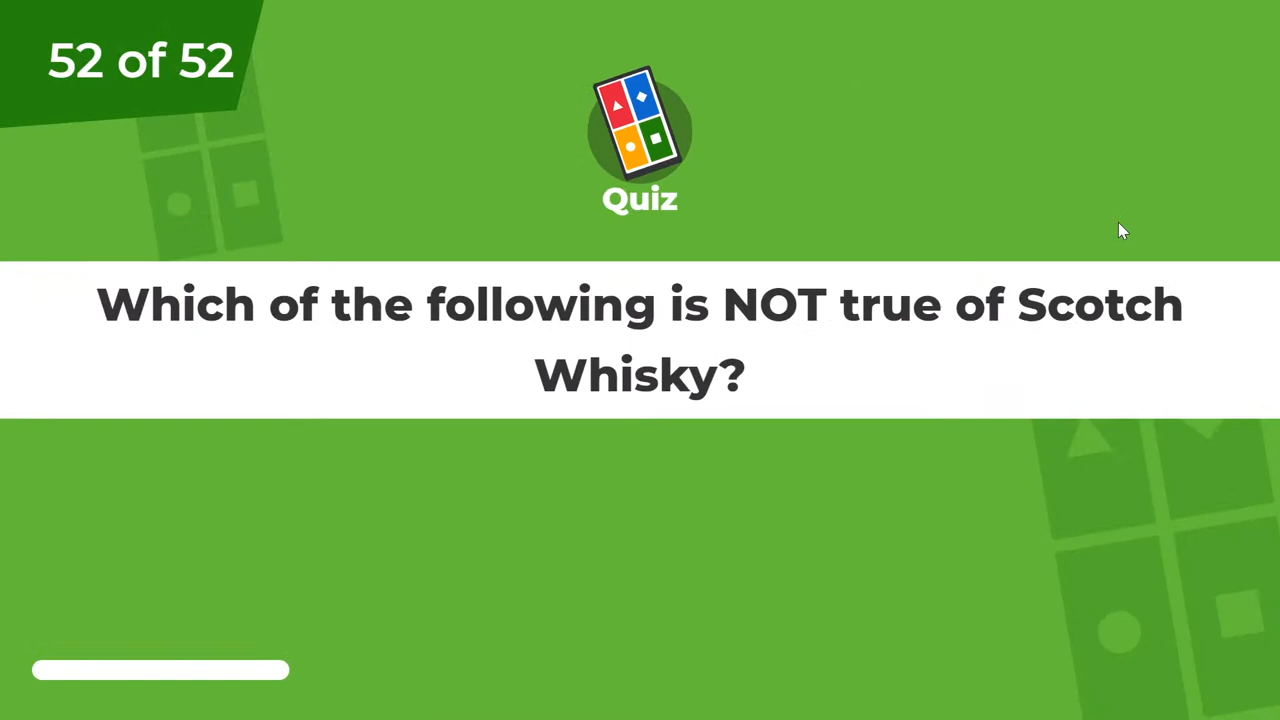 52 of 52
Quiz
Which of the following is NOT true of Scotch
Whisky?